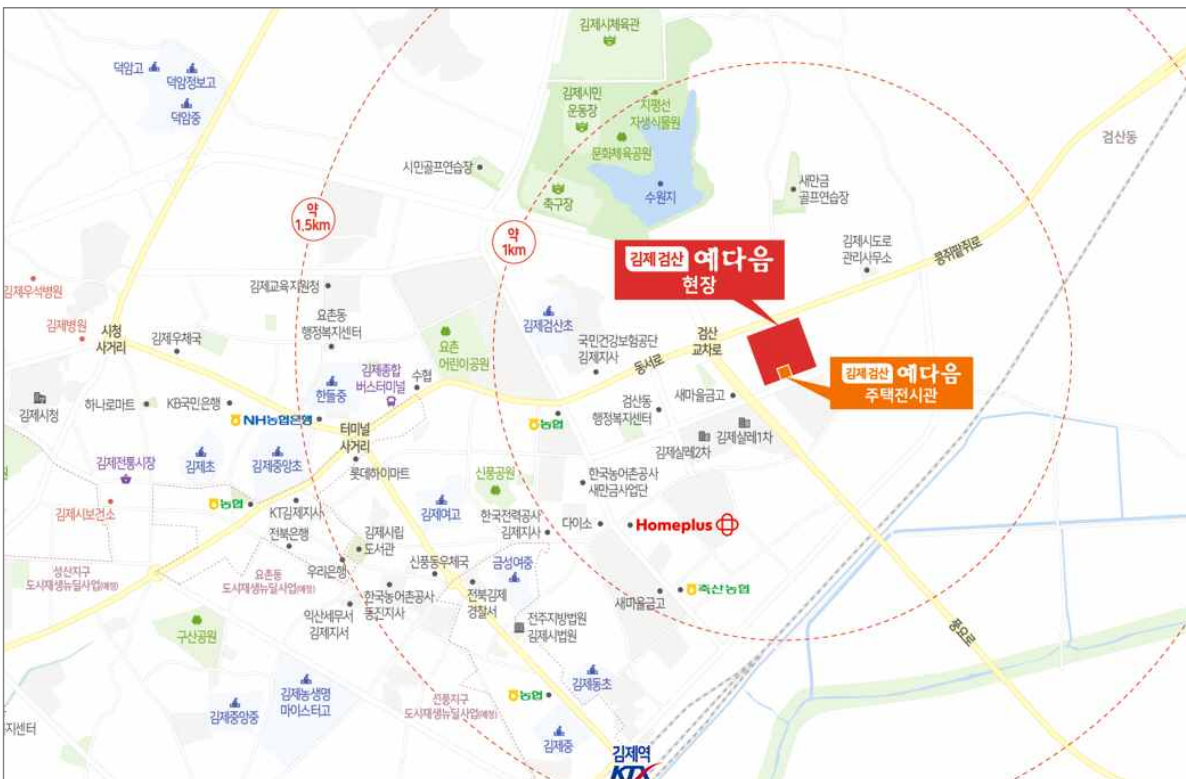 김제시체육관
덕암고
덕암정보고
덕암중
김제시민
운동장
지평선
자생식물원
문화체육공원
검산동
시민골프연습장
수원지
새만금
골프연습장
축구장
약
1.5km
약
1km
김제 검산 예다음
현장
김제시도로
관리사무소
콩쥐팥쥐로
김제우석병원
김제교육지원청
김제병원
시청
사거리
김제우체국
요촌동
행정복지센터
김제검산초
국민건강보험공단
김제지사
검산
교차로
동서로
요촌
어린이공원
김제종합
버스터미널
수협
한들중
김제 검산 예다음
주택전시관
김제시청
하나로마트
KB국민은행
NH농협은행
터미널
사거리
농협
검산동
행정복지센터
새마을금고
김제샬레1차
김제샬레2차
김제전통시장
김제초
김제중앙초
롯데하이마트
신풍공원
한국농어촌공사
새만금사업단
김제시보건소
농협
KT김제지사
김제여고
한국전력공사
김제지사
다이소
Homeplus
전북은행
김제시립
도서관
우리은행
신풍동우체국
금성여중
성산지구
도시재생뉴딜사업(예정)
요촌동
도시재생뉴딜사업(예정)
한국농어촌공사
동진지사
전북김제
경찰서
새마을금고
축산농협
익산세무서
김제지서
전주지방법원
김제시법원
구산공원
풍요로
김제중앙중
김제농생명
마이스터고
신풍지구
도시재생뉴딜사업(예정)
농협
김제동초
김제중
지센터
김제역
KTX